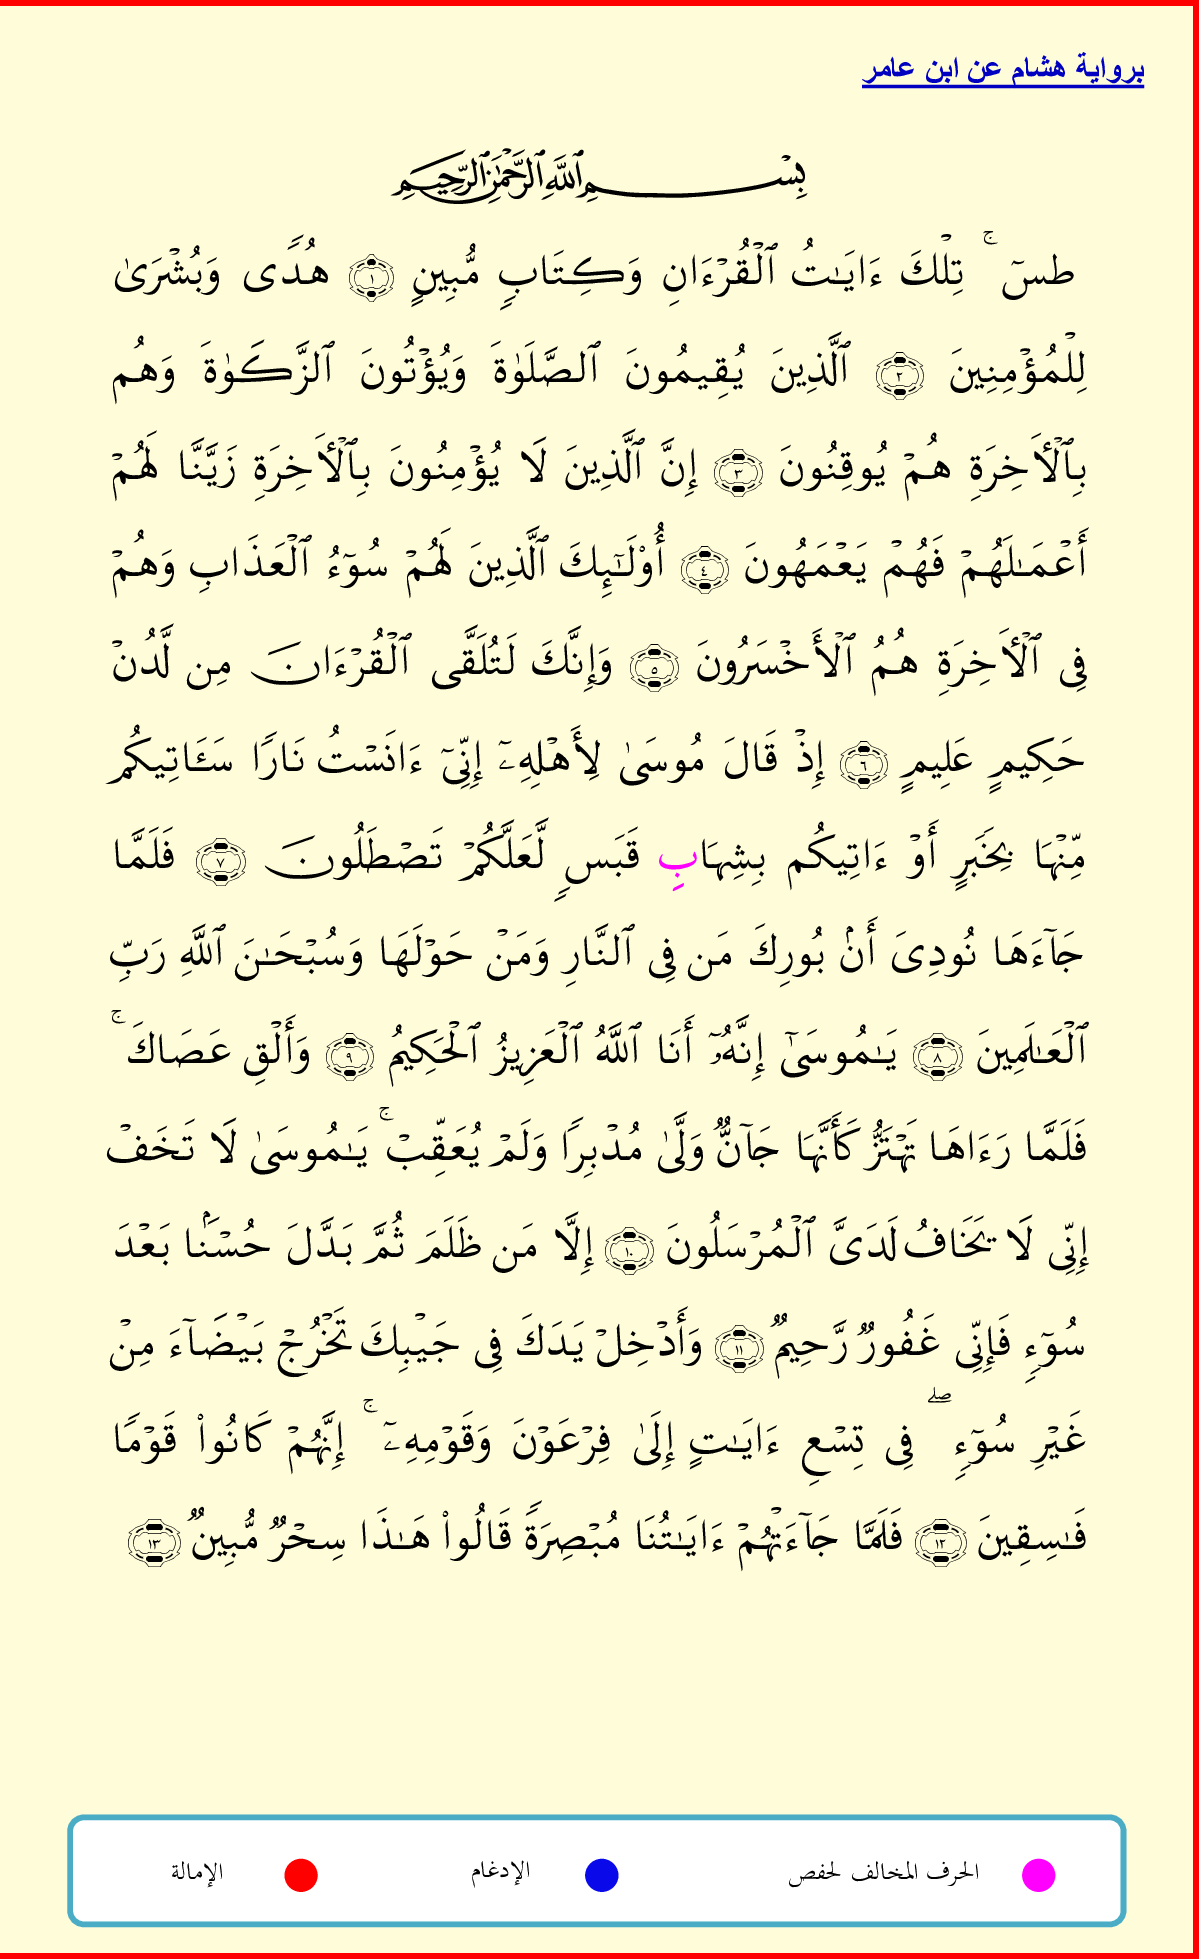 برواية هشام عن ابن عامر
بِسْمِ ٱللَّهِ ٱلرَّحْمَٰنِ ٱلرَّحِيمِ
طسٓ ۚ تِلْكَ ءَايَـٰتُ ٱلْقُرْءَانِ وَكِتَابٍ مُّبِينٍ ١ هُدًى وَبُشْرَىٰ
لِلْمُؤْمِنِينَ ٢ ٱلَّذِينَ يُقِيمُونَ ٱلصَّلَوٰةَ وَيُؤْتُونَ ٱلزَّكَوٰةَ وَهُم
بِٱلْأَخِرَةِ هُمْ يُوقِنُونَ ٣ إِنَّ ٱلَّذِينَ لَا يُؤْمِنُونَ بِٱلْأَخِرَةِ زَيَّنَّا لَهُمْ
أَعْمَـٰلَهُمْ فَهُمْ يَعْمَهُونَ ٤ أُوْلَـٰٓئِكَ ٱلَّذِينَ لَهُمْ سُوٓءُ ٱلْعَذَابِ وَهُمْ
فِى ٱلْأَخِرَةِ هُمُ ٱلْأَخْسَرُونَ ٥ وَإِنَّكَ لَتُلَقَّى ٱلْقُرْءَانَ مِن لَّدُنْ
حَكِيمٍ عَلِيمٍ ٦ إِذْ قَالَ مُوسَىٰ لِأَهْلِهِۦٓ إِنِّىٓ ءَانَسْتُ نَارًا سَـَٔاتِيكُم
مِّنْهَا بِخَبَرٍ أَوْ ءَاتِيكُم بِشِهَابِ قَبَسٍ لَّعَلَّكُمْ تَصْطَلُونَ ٧ فَلَمَّا
جَآءَهَا نُودِىَ أَنۢ بُورِكَ مَن فِى ٱلنَّارِ وَمَنْ حَوْلَهَا وَسُبْحَـٰنَ ٱللَّهِ رَبِّ
ٱلْعَـٰلَمِينَ ٨ يَـٰمُوسَىٰٓ إِنَّهُۥٓ أَنَا ٱللَّهُ ٱلْعَزِيزُ ٱلْحَكِيمُ ٩ وَأَلْقِ عَصَاكَ ۚ
فَلَمَّا رَءَاهَا تَهْتَزُّ كَأَنَّهَا جَآنٌّ وَلَّىٰ مُدْبِرًا وَلَمْ يُعَقِّبْ ۚ يَـٰمُوسَىٰ لَا تَخَفْ
إِنِّى لَا يَخَافُ لَدَىَّ ٱلْمُرْسَلُونَ ١٠ إِلَّا مَن ظَلَمَ ثُمَّ بَدَّلَ حُسْنَۢا بَعْدَ
سُوٓءٍ فَإِنِّى غَفُورٌ رَّحِيمٌ ١١ وَأَدْخِلْ يَدَكَ فِى جَيْبِكَ تَخْرُجْ بَيْضَآءَ مِنْ
غَيْرِ سُوٓءٍ ۖ فِى تِسْعِ ءَايَـٰتٍ إِلَىٰ فِرْعَوْنَ وَقَوْمِهِۦٓ ۚ إِنَّهُمْ كَانُوا۟ قَوْمًا
فَـٰسِقِينَ ١٢ فَلَمَّا جَآءَتْهُمْ ءَايَـٰتُنَا مُبْصِرَةً قَالُوا۟ هَـٰذَا سِحْرٌ مُّبِينٌ ١٣
الحرف المخالف لحفص الإدغام الإمالة